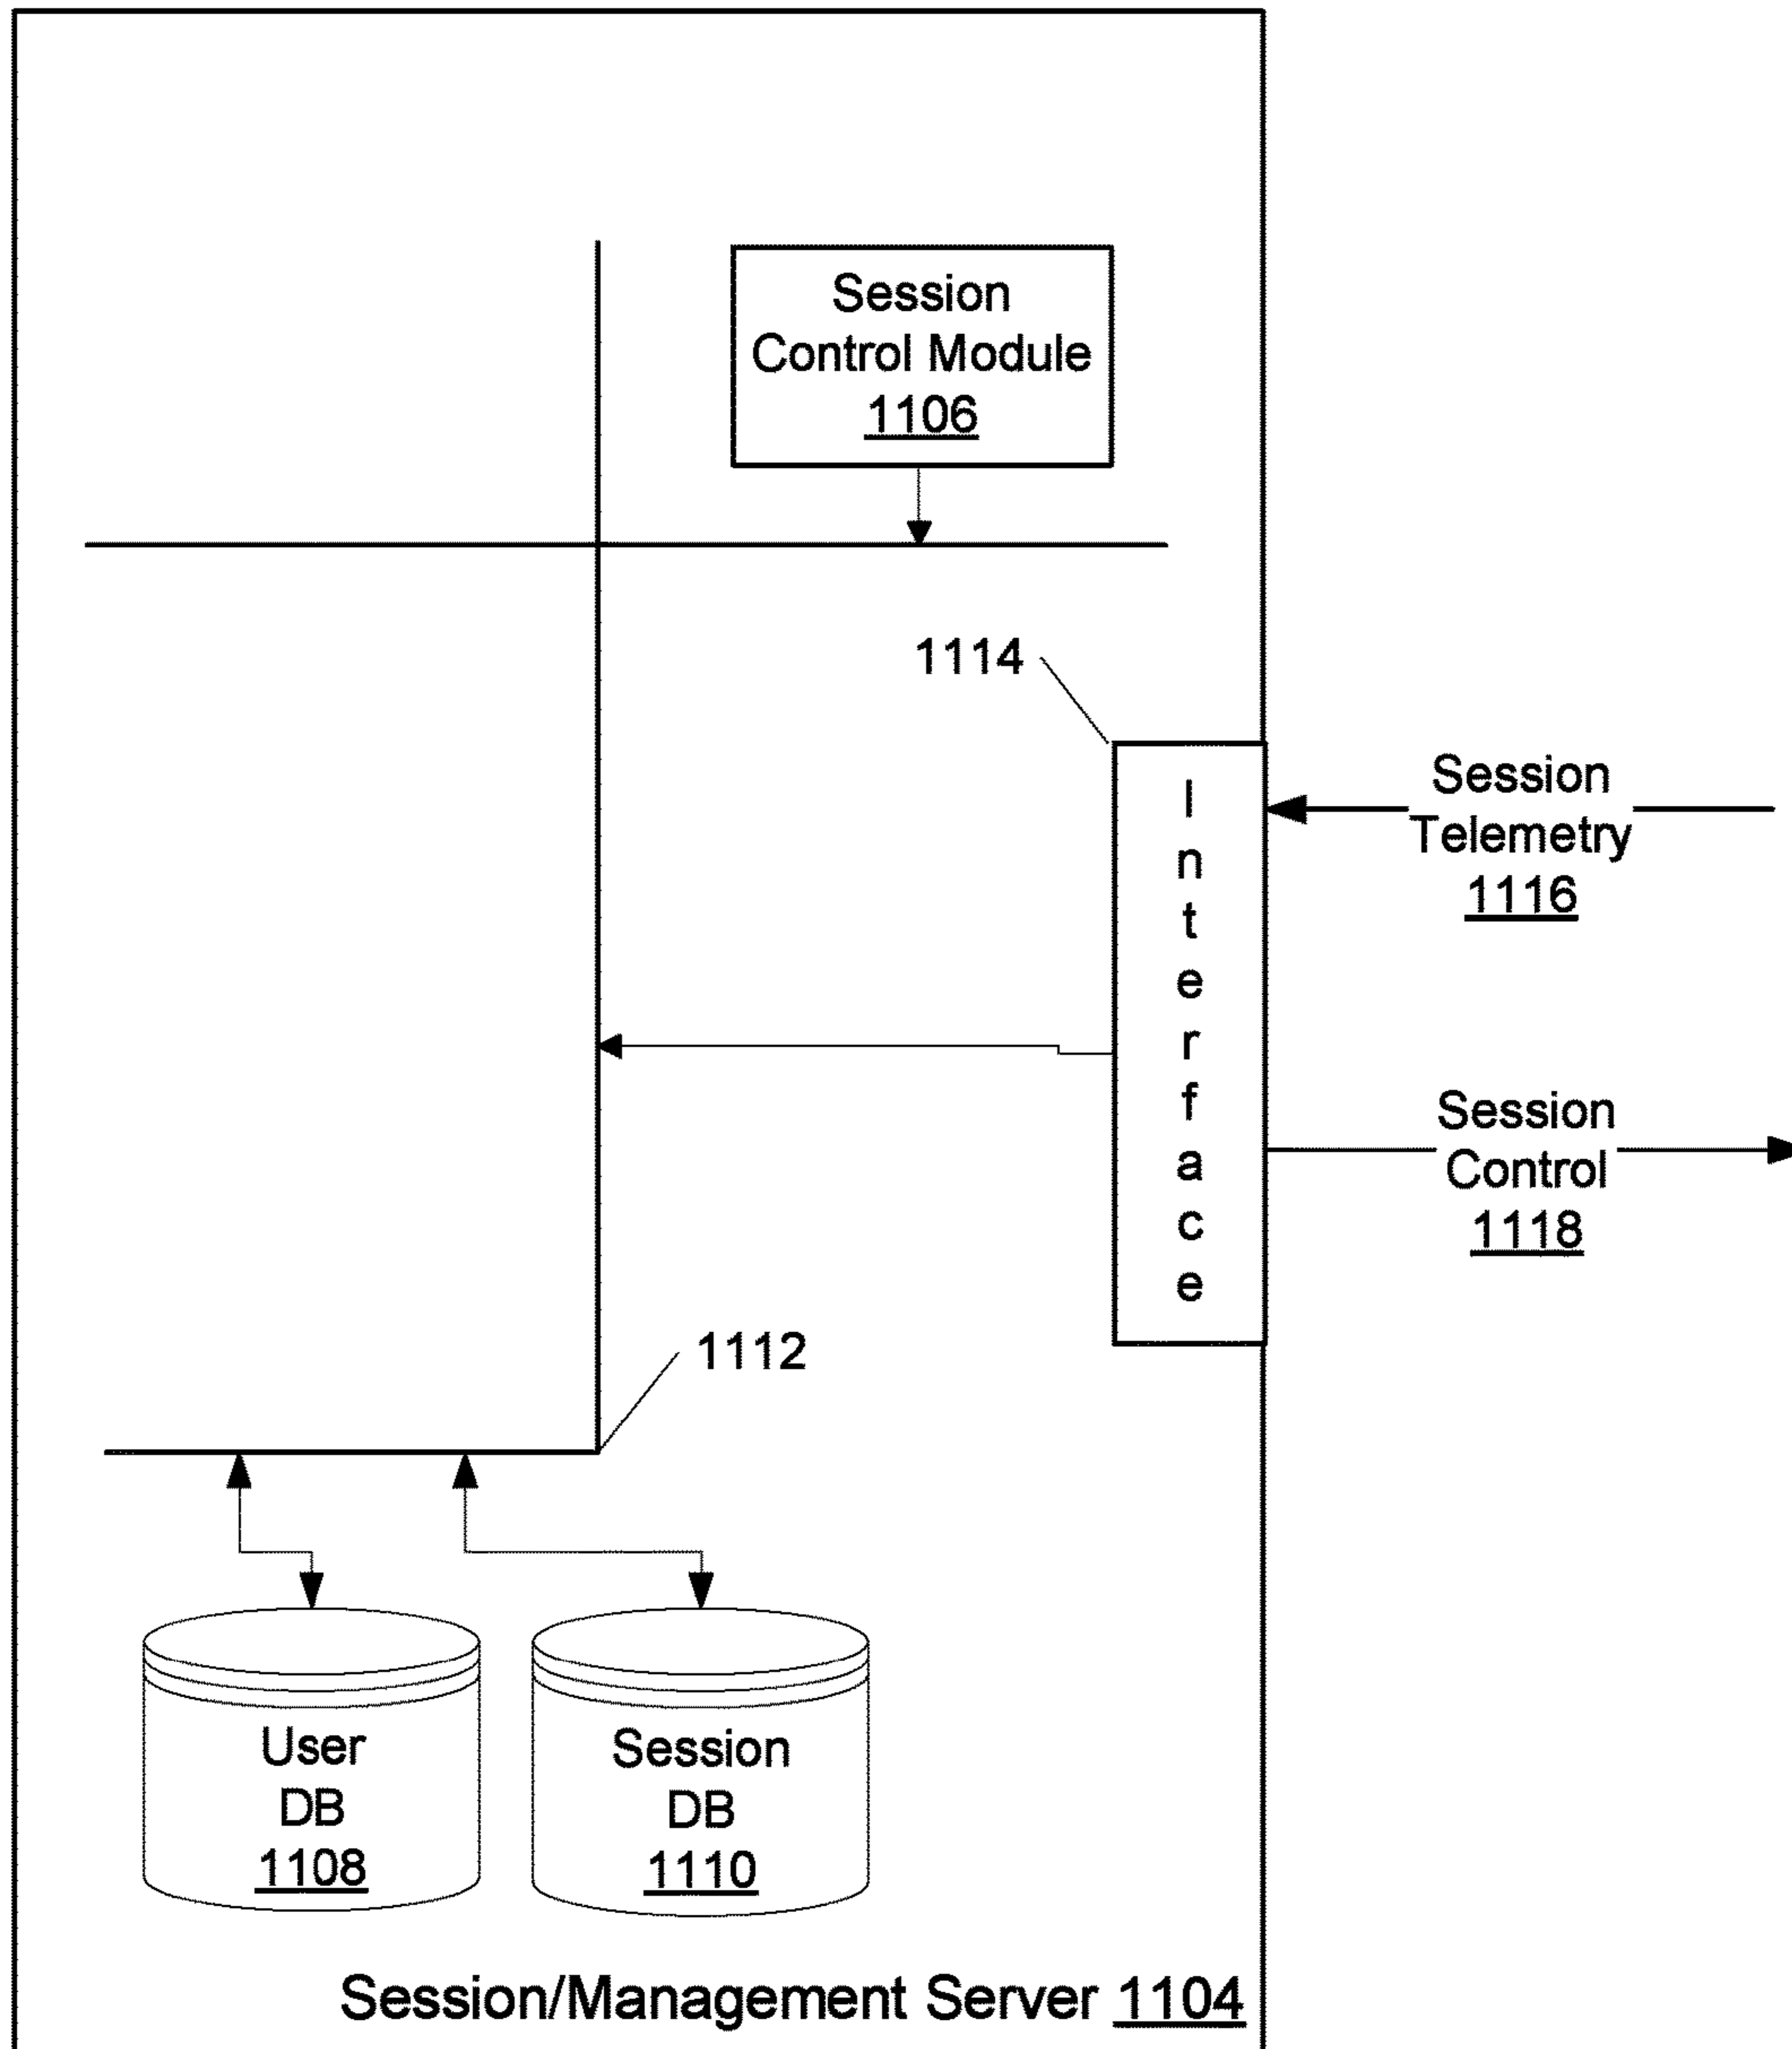 Session
Control Module
1106
1114
Interface
Session
Telemetry
1116
Session
Control
1118
1112
User
DB
1108
Session
DB
1110
Session/Management Server 1104